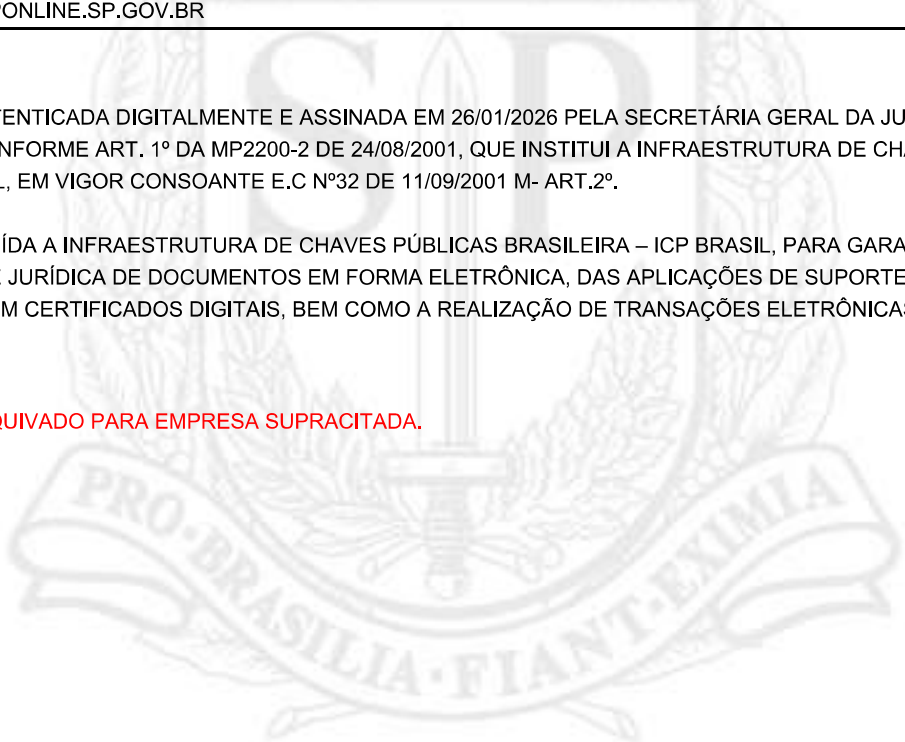 PONLINE.SP.GOV.BR
TENTICADA DIGITALMENTE E ASSINADA EM 26/01/2026 PELA SECRETÁRIA GERAL DA JU
NFORME ART. 1º DA MP2200-2 DE 24/08/2001, QUE INSTITUI A INFRAESTRUTURA DE CHA
L, EM VIGOR CONSOANTE E.C Nº32 DE 11/09/2001 M- ART.2º.
ÍDA A INFRAESTRUTURA DE CHAVES PÚBLICAS BRASILEIRA – ICP BRASIL, PARA GARA
E JURÍDICA DE DOCUMENTOS EM FORMA ELETRÔNICA, DAS APLICAÇÕES DE SUPORTE
M CERTIFICADOS DIGITAIS, BEM COMO A REALIZAÇÃO DE TRANSAÇÕES ELETRÔNICAS
QUIVADO PARA EMPRESA SUPRACITADA.
SP
PRO·BRASILIA·FIANT·EXIMIA